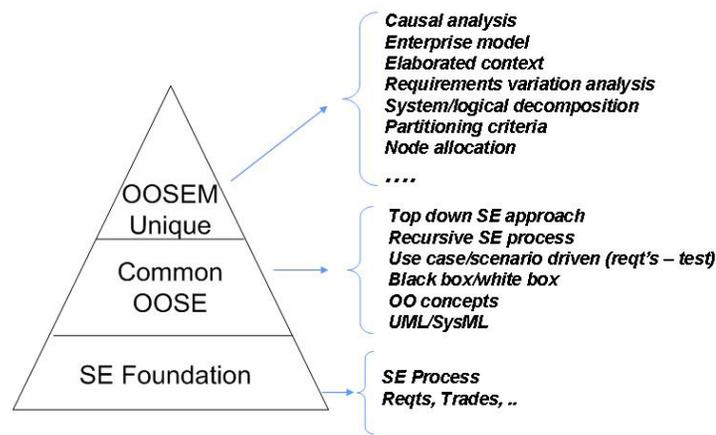 Causal analysis
Enterprise model
Elaborated context
Requirements variation analysis
System/logical decomposition
Partitioning criteria
Node allocation
....
OOSEM
Unique
Top down SE approach
Recursive SE process
Use case/scenario driven (reqt's – test)
Black box/white box
OO concepts
UML/SysML
Common
OOSE
SE Foundation
SE Process
Reqts, Trades, ..